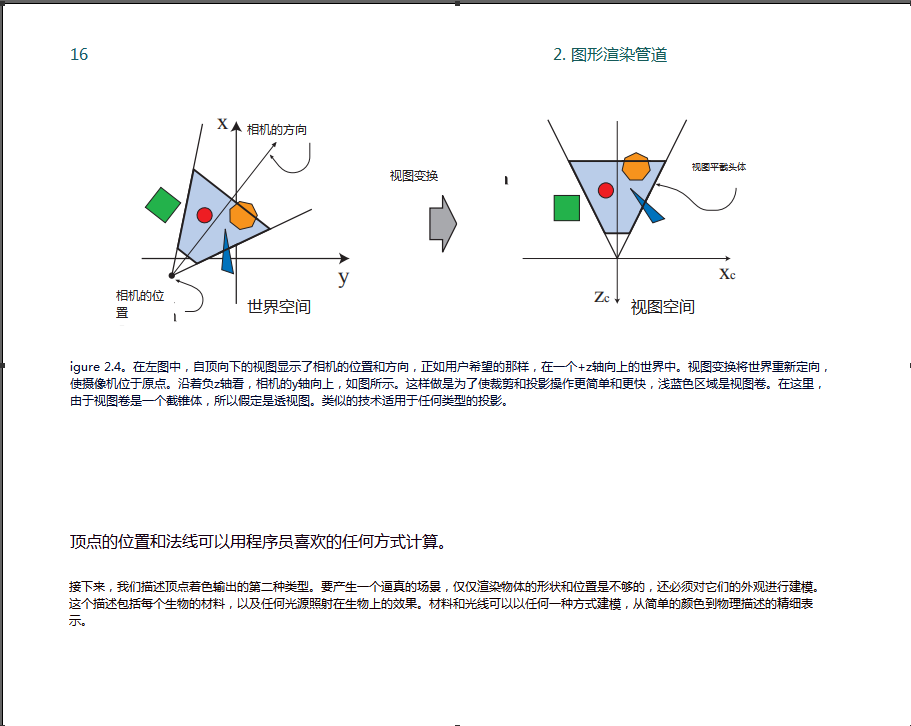 16
2. 图形渲染管道
x
相机的方向
视图变换
视图平截头体
y
xc
相机的位
置
世界空间
zc
视图空间
igure 2.4。在左图中，自顶向下的视图显示了相机的位置和方向，正如用户希望的那样，在一个+z轴向上的世界中。视图变换将世界重新定向，
使摄像机位于原点。沿着负z轴看，相机的y轴向上，如图所示。这样做是为了使裁剪和投影操作更简单和更快，浅蓝色区域是视图卷。在这里，
由于视图卷是一个截锥体，所以假定是透视图。类似的技术适用于任何类型的投影。
顶点的位置和法线可以用程序员喜欢的任何方式计算。
接下来，我们描述顶点着色输出的第二种类型。要产生一个逼真的场景，仅仅渲染物体的形状和位置是不够的，还必须对它们的外观进行建模。
这个描述包括每个生物的材料，以及任何光源照射在生物上的效果。材料和光线可以以任何一种方式建模，从简单的颜色到物理描述的精细表
示。